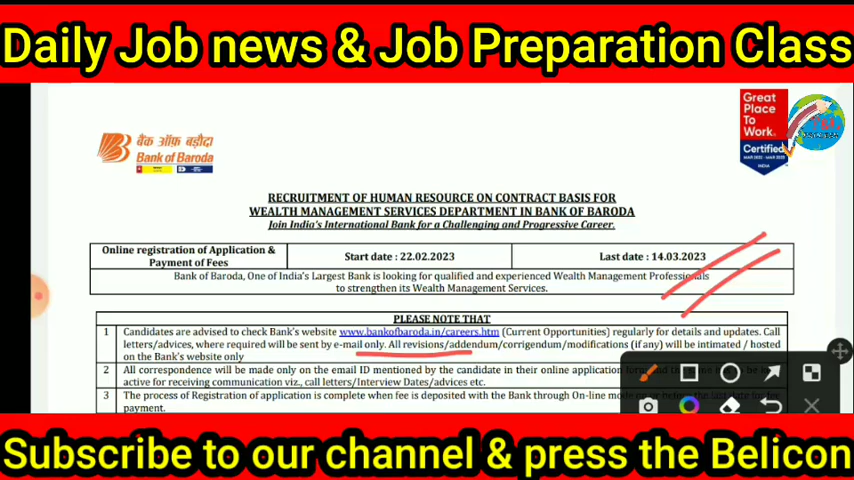 Daily Job news & Job Preparation Class
Great
Place
To
Work.
Certified
INDIA
बैंक ऑफ़ बड़ौदा
Bank of Baroda
RECRUITMENT OF HUMAN RESOURCE ON CONTRACT BASIS FOR
WEALTH MANAGEMENT SERVICES DEPARTMENT IN BANK OF BARODA
Join India's International Bank for a Challenging and Progressive Career.
Online registration of Application &
Payment of Fees
Start date : 22.02.2023
Last date : 14.03.2023
Bank of Baroda, One of India's Largest Bank is looking for qualified and experienced Wealth Management Professionals
to strengthen its Wealth Management Services.
PLEASE NOTE THAT
1 Candidates are advised to check Bank's website www.bankofbaroda.in/careers.htm (Current Opportunities) regularly for details and updates. Call
letters/advices, where required will be sent by e-mail only. All revisions/addendum/corrigendum/modifications (if any) will be intimated / hosted
on the Bank's website only
2 All correspondence will be made only on the email ID mentioned by the candidate in their online application
active for receiving communication viz., call letters/Interview Dates/advices etc.
3 The process of Registration of application is complete when fee is deposited with the Bank through On-line
payment.
Subscribe to our channel & press the Belicon